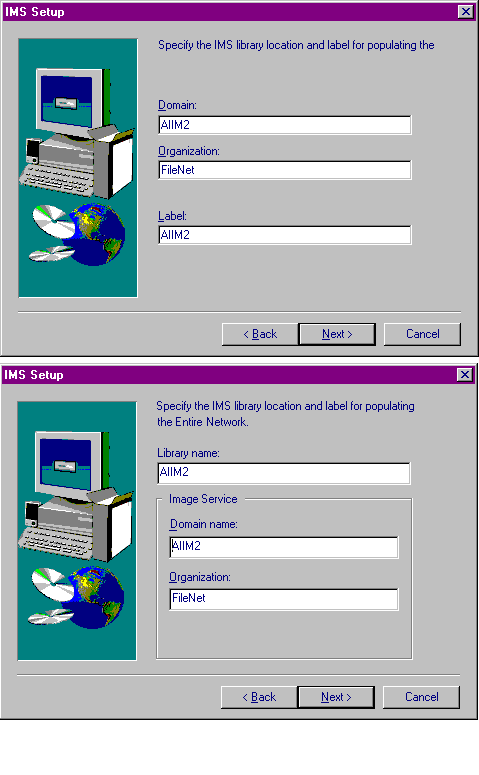 IMS Setup
Specify the IMS library location and label for populating the
Domain:
AIIM2
Organization:
FileNet
Label:
AIIM2
< Back
Next >
Cancel
IMS Setup
Specify the IMS library location and label for populating
the Entire Network.
Library name:
AIIM2
Image Service
Domain name:
AIIM2
Organization:
FileNet
< Back
Next >
Cancel